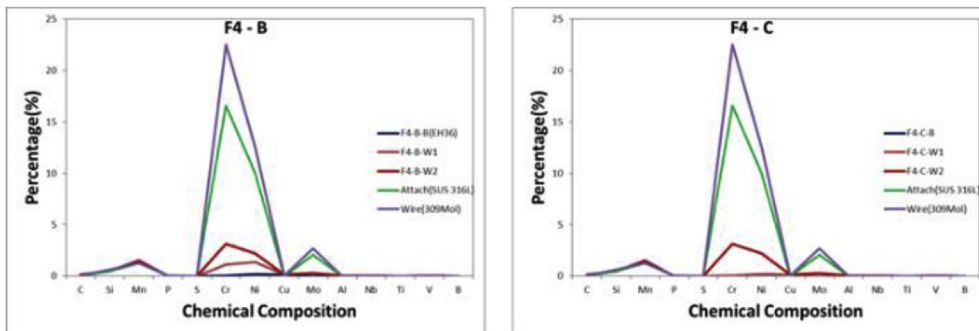 F4 - B
25
20
15
10
5
0
Percentage(%)
F4-B-B(EH36)
F4-B-W1
F4-B-W2
Attach(SUS 316L)
Wire(309Mol)
C Si Mn P S Cr Ni Cu Mo Al Nb Ti V B
Chemical Composition
F4 - C
25
20
15
10
5
0
Percentage(%)
F4-C-B
F4-C-W1
F4-C-W2
Attach(SUS 316L)
Wire(309Mol)
C Si Mn P S Cr Ni Cu Mo Al Nb Ti V B
Chemical Composition